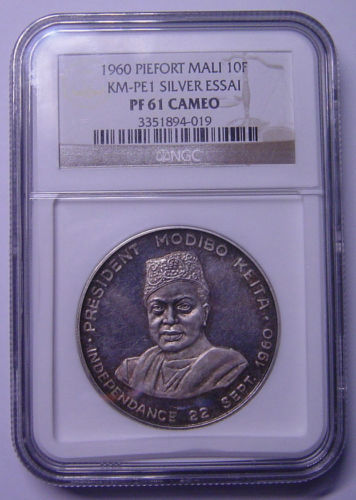 1960 PIEFORT MALI 10F
KM-PE1 SILVER ESSAI
PF 61 CAMEO
3351894-019
NGC
· PRESIDENT MODIBO KEITA ·
INDEPENDANCE 22 SEPT. 1960